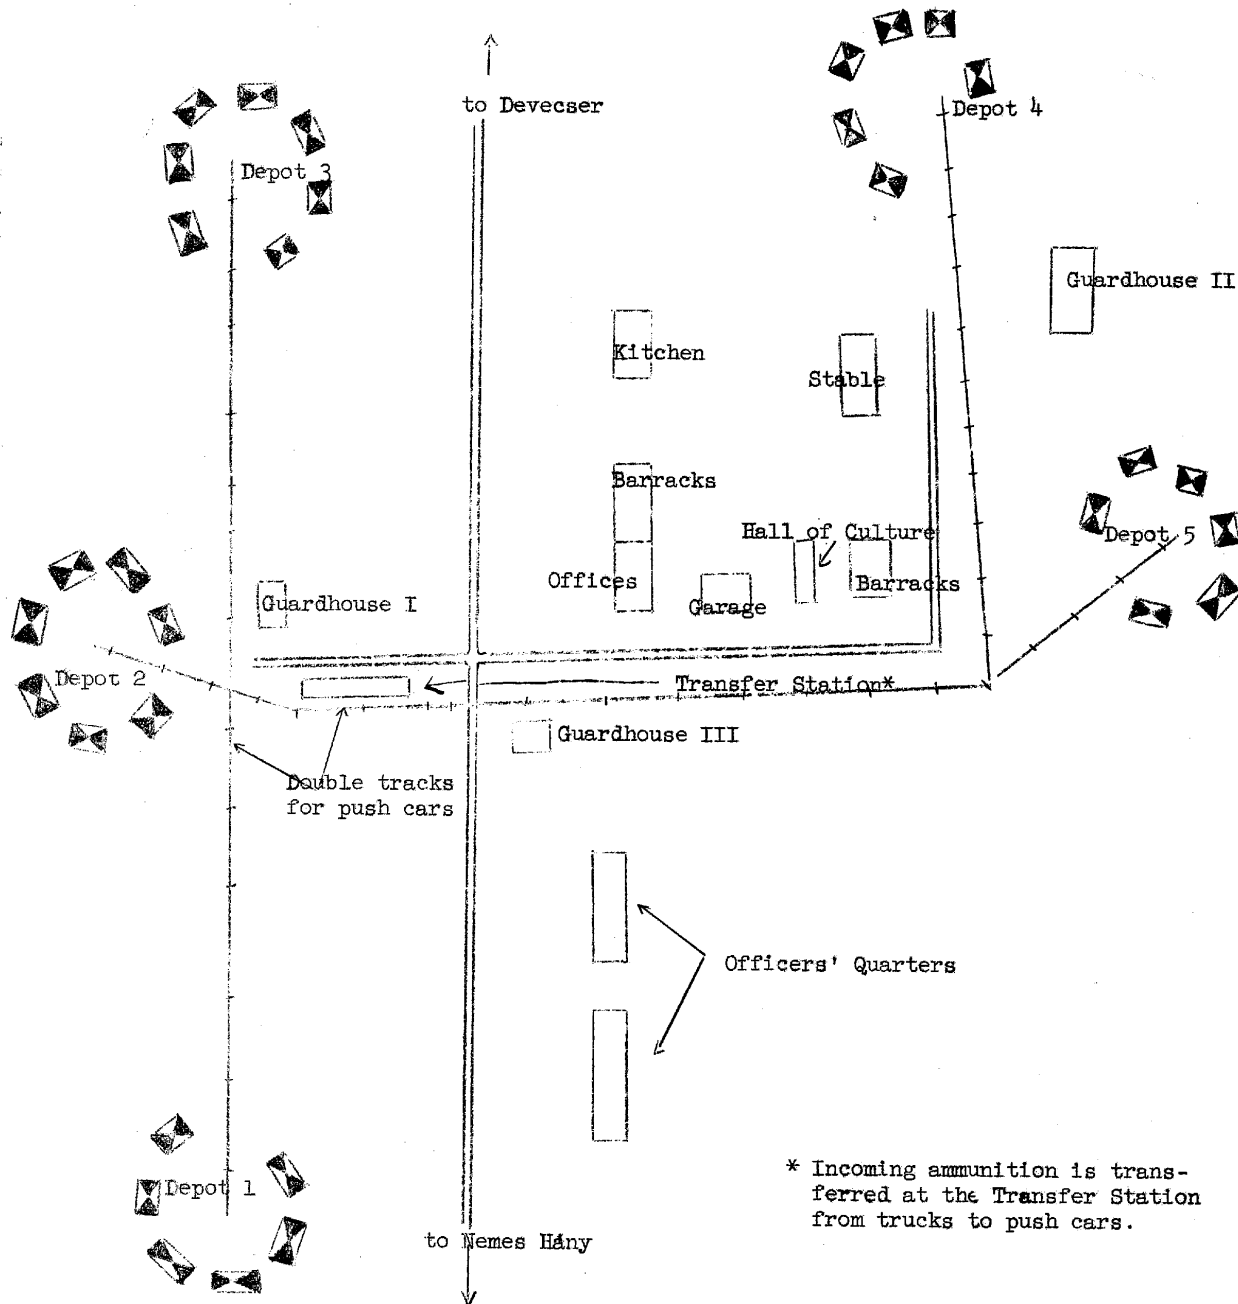 to Devecser
Depot 4
Depot 3
Guardhouse II
Kitchen
Stable
Barracks
Hall of Culture
Depot 5
Offices
Barracks
Guardhouse I
Garage
Depot 2
Transfer Station*
Guardhouse III
Double tracks
for push cars
Officers' Quarters
* Incoming ammunition is trans-
ferred at the Transfer Station
from trucks to push cars.
Depot 1
to Nemes Hány